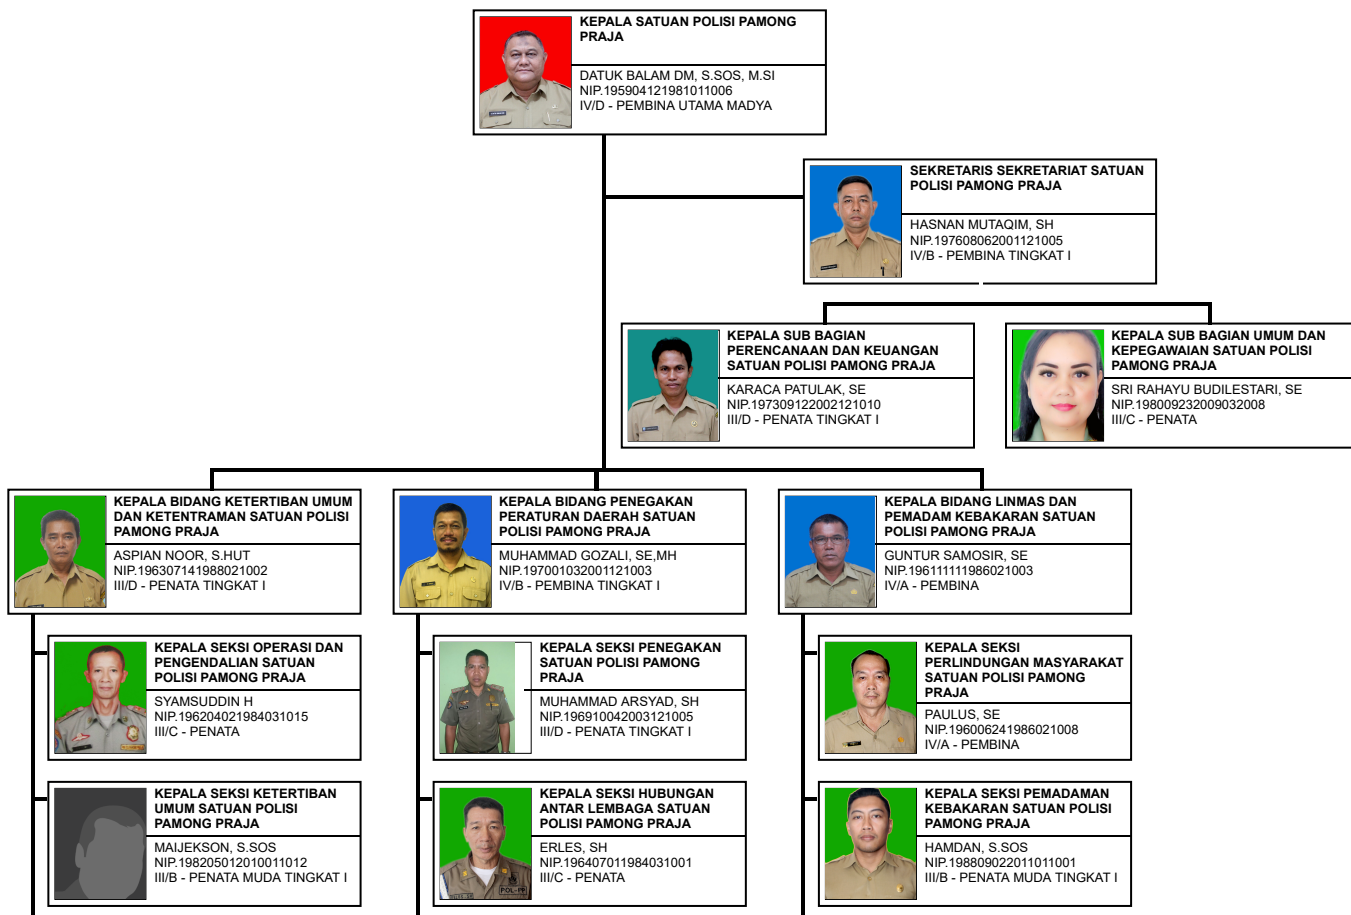 KEPALA SATUAN POLISI PAMONG
PRAJA
DATUK BALAM DM, S.SOS, M.SI
NIP.195904121981011006
IV/D - PEMBINA UTAMA MADYA
SEKRETARIS SEKRETARIAT SATUAN
POLISI PAMONG PRAJA
HASNAN MUTAQIM, SH
NIP.197608062001121005
IV/B - PEMBINA TINGKAT I
KEPALA SUB BAGIAN
PERENCANAAN DAN KEUANGAN
SATUAN POLISI PAMONG PRAJA
KARACA PATULAK, SE
NIP.197309122002121010
III/D - PENATA TINGKAT I
KEPALA SUB BAGIAN UMUM DAN
KEPEGAWAIAN SATUAN POLISI
PAMONG PRAJA
SRI RAHAYU BUDILESTARI, SE
NIP.198009232009032008
III/C - PENATA
KEPALA BIDANG KETERTIBAN UMUM
DAN KETENTRAMAN SATUAN POLISI
PAMONG PRAJA
ASPIAN NOOR, S.HUT
NIP.196307141988021002
III/D - PENATA TINGKAT I
KEPALA BIDANG PENEGAKAN
PERATURAN DAERAH SATUAN
POLISI PAMONG PRAJA
MUHAMMAD GOZALI, SE,MH
NIP.197001032001121003
IV/B - PEMBINA TINGKAT I
KEPALA BIDANG LINMAS DAN
PEMADAM KEBAKARAN SATUAN
POLISI PAMONG PRAJA
GUNTUR SAMOSIR, SE
NIP.196111111986021003
IV/A - PEMBINA
KEPALA SEKSI OPERASI DAN
PENGENDALIAN SATUAN
POLISI PAMONG PRAJA
SYAMSUDDIN H
NIP.196204021984031015
III/C - PENATA
KEPALA SEKSI PENEGAKAN
SATUAN POLISI PAMONG
PRAJA
MUHAMMAD ARSYAD, SH
NIP.196910042003121005
III/D - PENATA TINGKAT I
KEPALA SEKSI
PERLINDUNGAN MASYARAKAT
SATUAN POLISI PAMONG
PRAJA
PAULUS, SE
NIP.196006241986021008
IV/A - PEMBINA
KEPALA SEKSI KETERTIBAN
UMUM SATUAN POLISI
PAMONG PRAJA
MAIJEKSON, S.SOS
NIP.198205012010011012
III/B - PENATA MUDA TINGKAT I
KEPALA SEKSI HUBUNGAN
ANTAR LEMBAGA SATUAN
POLISI PAMONG PRAJA
ERLES, SH
NIP.196407011984031001
III/C - PENATA
POL-PP
KEPALA SEKSI PEMADAMAN
KEBAKARAN SATUAN POLISI
PAMONG PRAJA
HAMDAN, S.SOS
NIP.198809022011011001
III/B - PENATA MUDA TINGKAT I